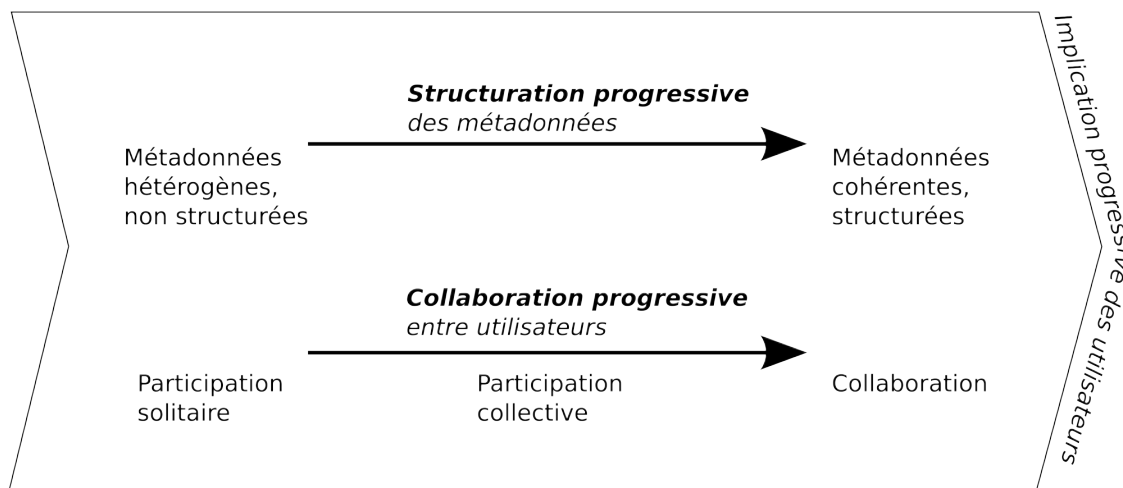 Structuration progressive
des métadonnées
Métadonnées
hétérogènes,
non structurées
Métadonnées
cohérentes,
structurées
Collaboration progressive
entre utilisateurs
Participation
solitaire
Participation
collective
Collaboration
Implication progressive des utilisateurs